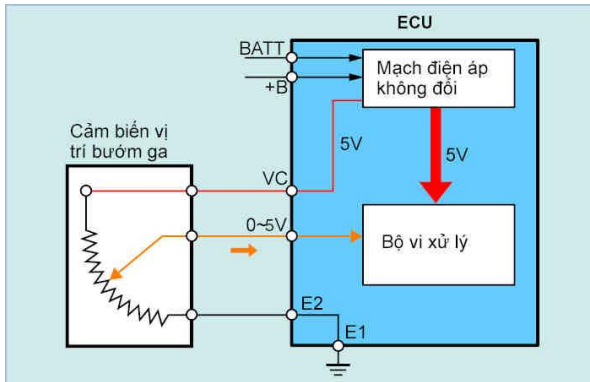 ECU
BATT
+B
Mạch điện áp
không đổi
Cảm biến vị
trí bướm ga
5V
5V
VC
0~5V
Bộ vi xử lý
E2
E1